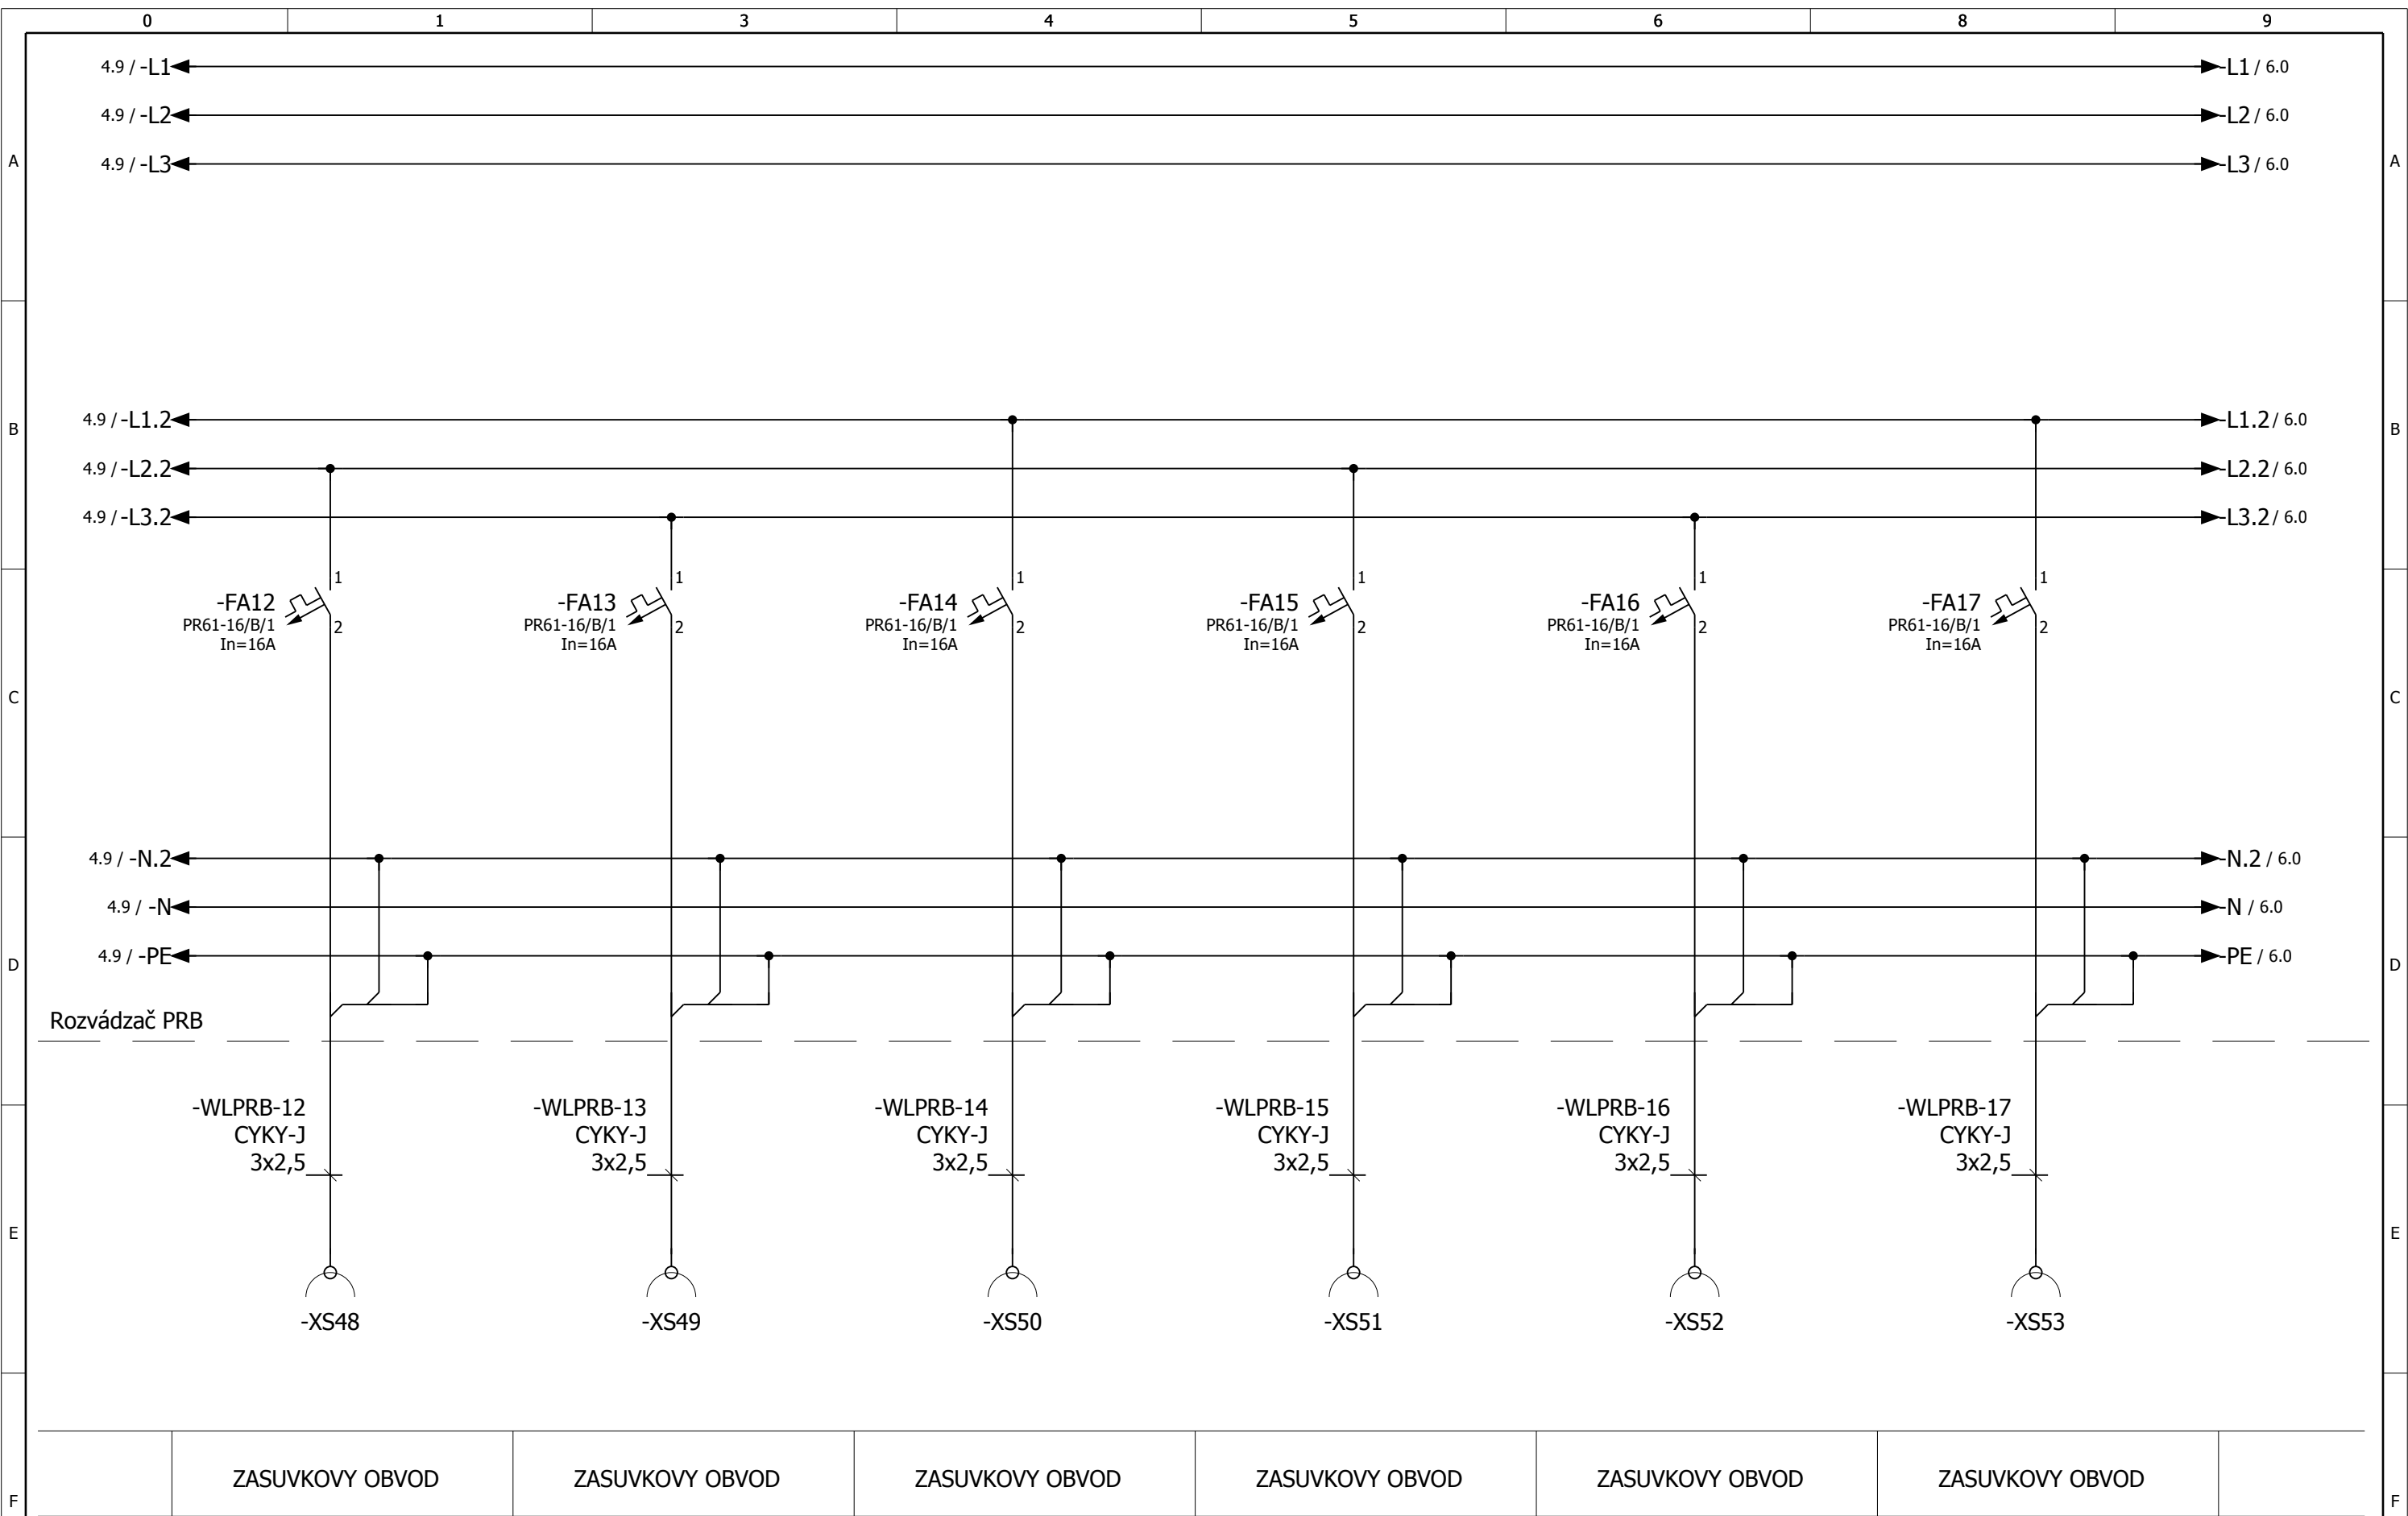 0 1 3 4 5 6 8 9
4.9 / -L1 -L1 / 6.0
4.9 / -L2 -L2 / 6.0
A 4.9 / -L3 -L3 / 6.0 A
B 4.9 / -L1.2 -L1.2 / 6.0 B
4.9 / -L2.2 -L2.2 / 6.0
4.9 / -L3.2 -L3.2 / 6.0
1 1 1 1 1 1
-FA12 -FA13 -FA14 -FA15 -FA16 -FA17
PR61-16/B/1 2 PR61-16/B/1 2 PR61-16/B/1 2 PR61-16/B/1 2 PR61-16/B/1 2 PR61-16/B/1 2
In=16A In=16A In=16A In=16A In=16A In=16A
C C
4.9 / -N.2 -N.2 / 6.0
4.9 / -N -N / 6.0
D 4.9 / -PE -PE / 6.0 D
Rozvádzač PRB
-WLPRB-12 -WLPRB-13 -WLPRB-14 -WLPRB-15 -WLPRB-16 -WLPRB-17
CYKY-J CYKY-J CYKY-J CYKY-J CYKY-J CYKY-J
3x2,5 3x2,5 3x2,5 3x2,5 3x2,5 3x2,5
E E
-XS48 -XS49 -XS50 -XS51 -XS52 -XS53
ZASUVKOVY OBVOD ZASUVKOVY OBVOD ZASUVKOVY OBVOD ZASUVKOVY OBVOD ZASUVKOVY OBVOD ZASUVKOVY OBVOD
F F